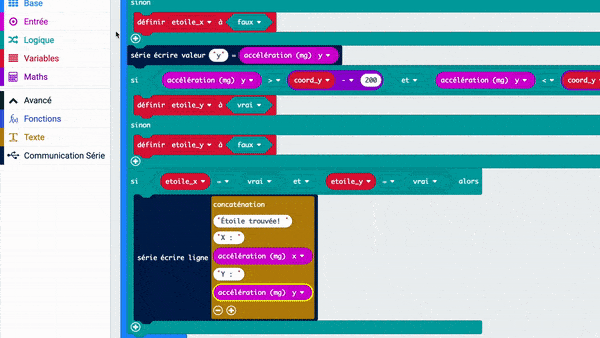 Base
Entrée
Logique
Variables
Maths
Avancé
Fonctions
Texte
Communication Série
sinon
définir etoile_x à faux
série écrire valeur "y" = accélération (mg) y
si accélération (mg) y > coord_y - 200 et accélération (mg) y < coord_y
définir etoile_y à vrai
sinon
définir etoile_y à faux
si etoile_x = vrai et etoile_y = vrai alors
concaténation
"Étoile trouvée! "
"X : "
série écrire ligne
accélération (mg) x
"Y : "
accélération (mg) y